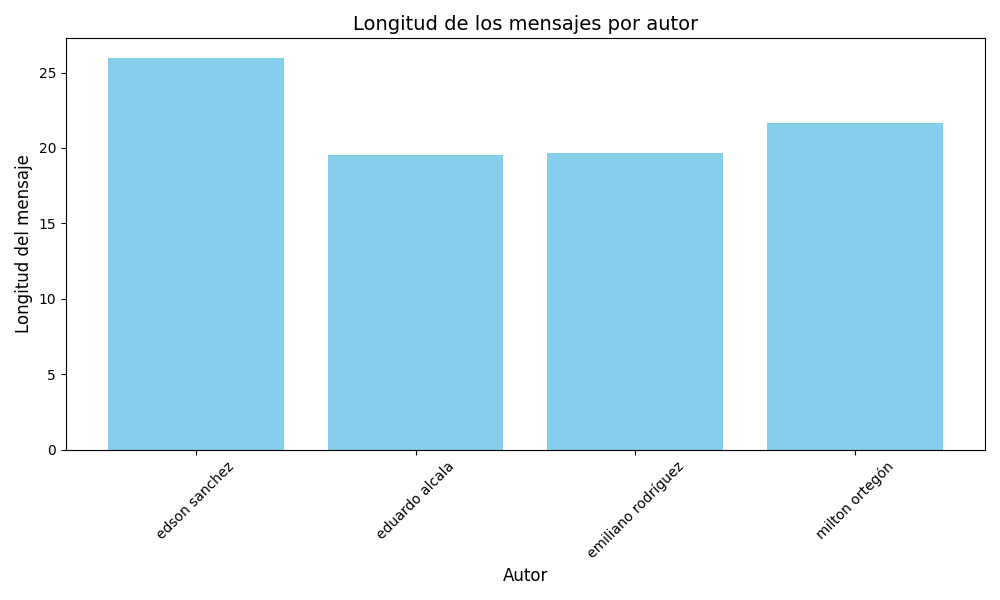 Longitud de los mensajes por autor
Longitud del mensaje
25
20
15
10
5
0
edson sanchez
eduardo alcala
emiliano rodríguez
milton ortegón
Autor